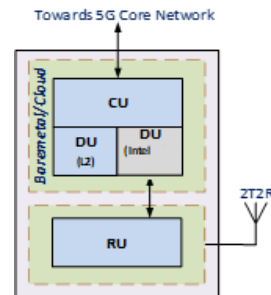 Towards 5G Core Network
Baremetal/Cloud
CU
DU
(L2)
DU
(Intel
RU
2T2R